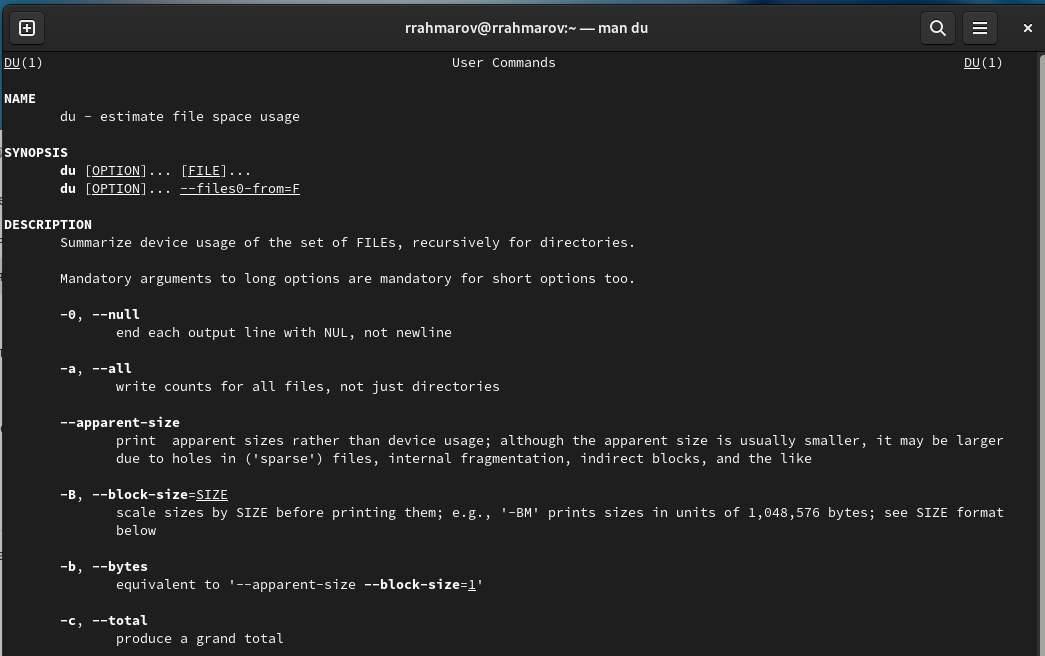 rrahmarov@rrahmarov:~ — man du
DU(1) User Commands DU(1)
NAME
du - estimate file space usage
SYNOPSIS
du [OPTION]... [FILE]...
du [OPTION]... --files0-from=F
DESCRIPTION
Summarize device usage of the set of FILEs, recursively for directories.
Mandatory arguments to long options are mandatory for short options too.
-0, --null
end each output line with NUL, not newline
-a, --all
write counts for all files, not just directories
--apparent-size
print  apparent sizes rather than device usage; although the apparent size is usually smaller, it may be larger
due to holes in ('sparse') files, internal fragmentation, indirect blocks, and the like
-B, --block-size=SIZE
scale sizes by SIZE before printing them; e.g., '-BM' prints sizes in units of 1,048,576 bytes; see SIZE format
below
-b, --bytes
equivalent to '--apparent-size --block-size=1'
-c, --total
produce a grand total